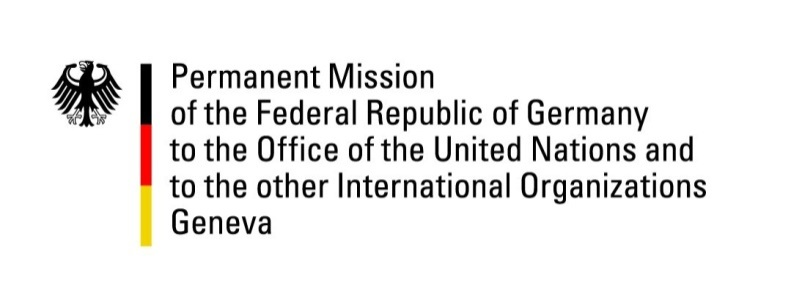 Permanent Mission
of the Federal Republic of Germany
to the Office of the United Nations and
to the other International Organizations
Geneva